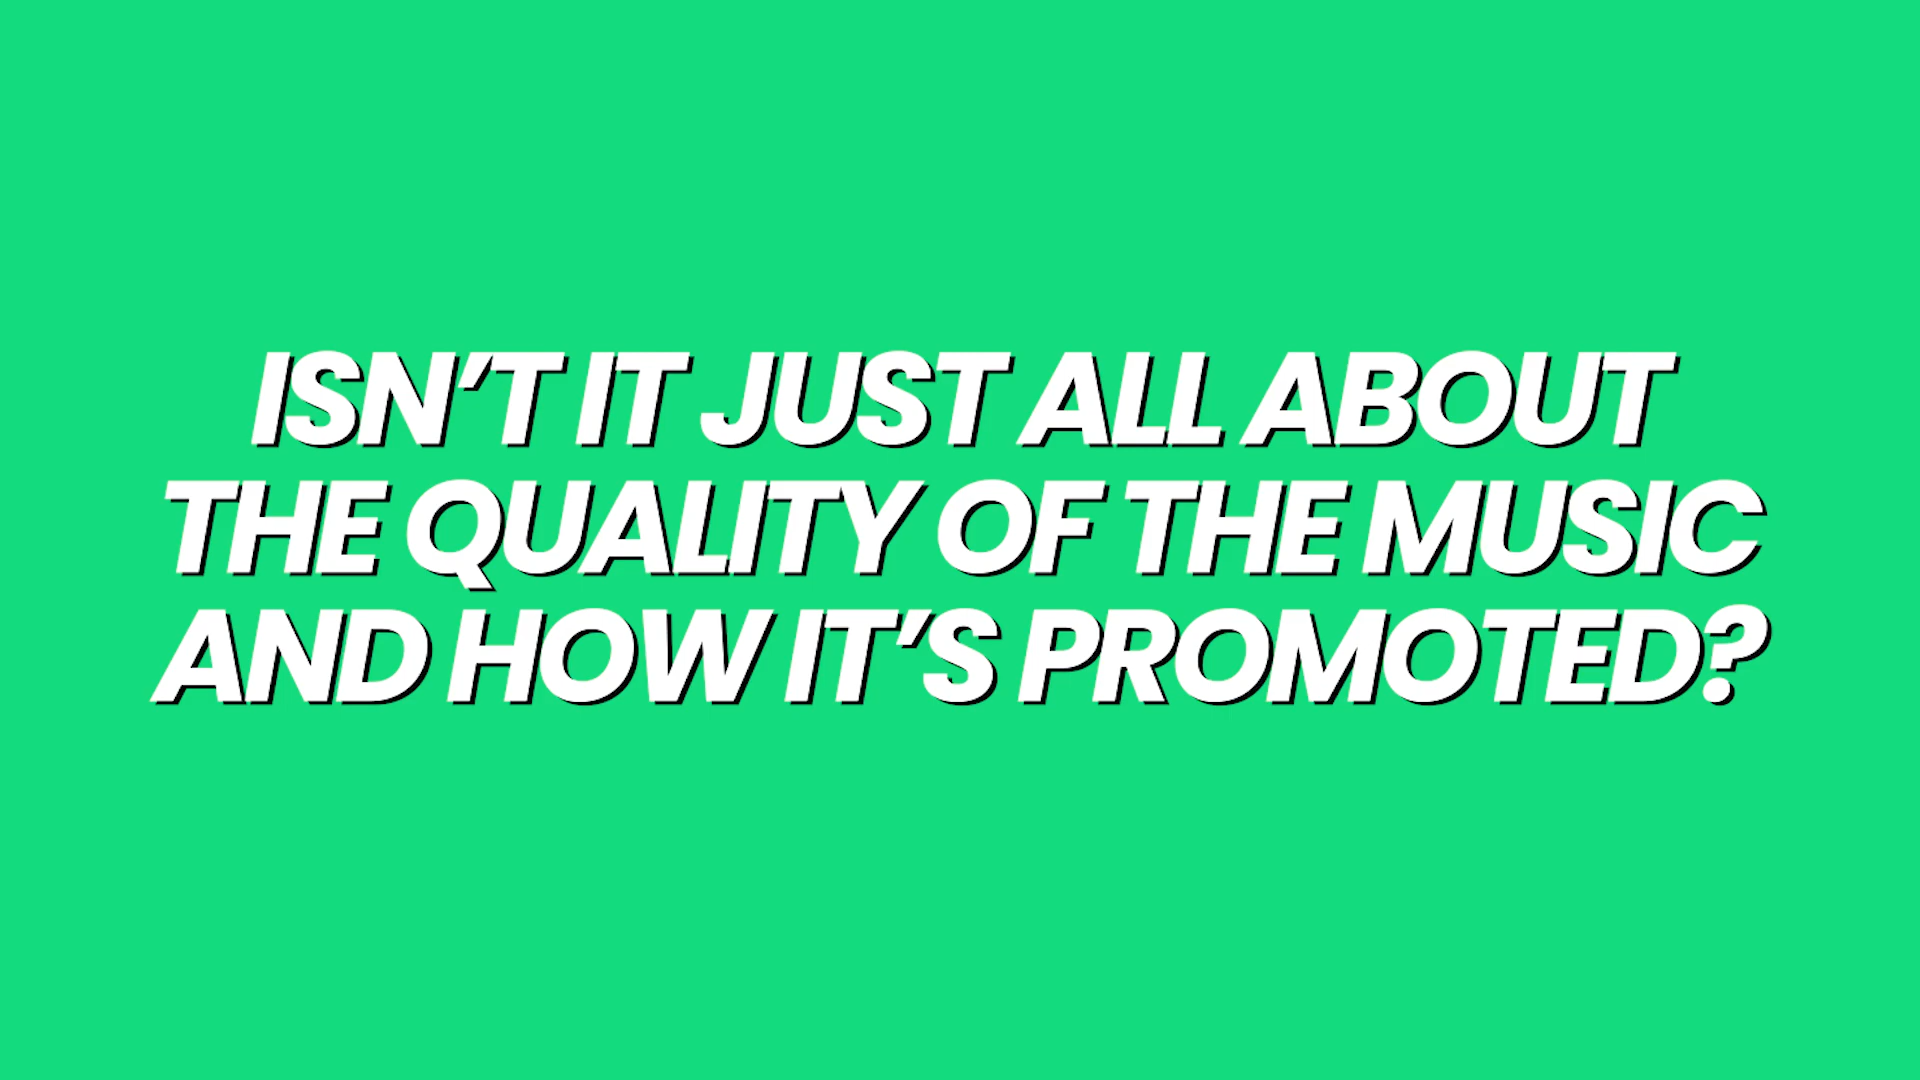 ISN’T IT JUST ALL ABOUT
THE QUALITY OF THE MUSIC
AND HOW IT’S PROMOTED?